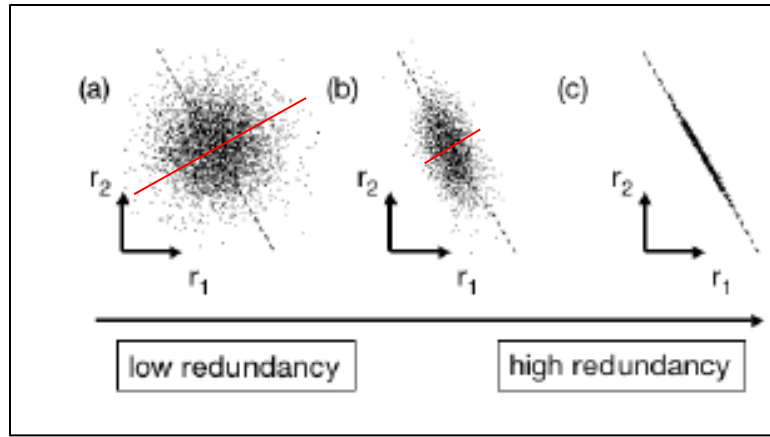 (a)
(b)
(c)
r2
r2
r2
r1
r1
r1
low redundancy
high redundancy